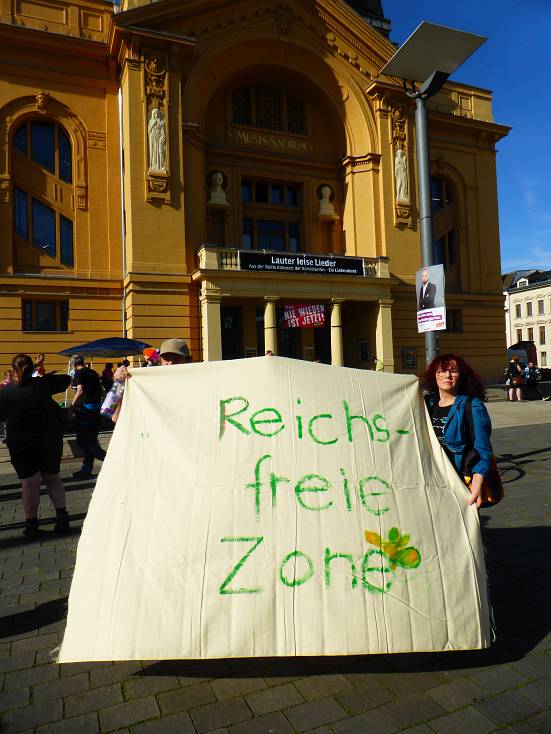 MUSIS SACRUM
Lauter leise Lieder
NIE WIEDER
IST JETZT!
Reichs-
freie
Zone